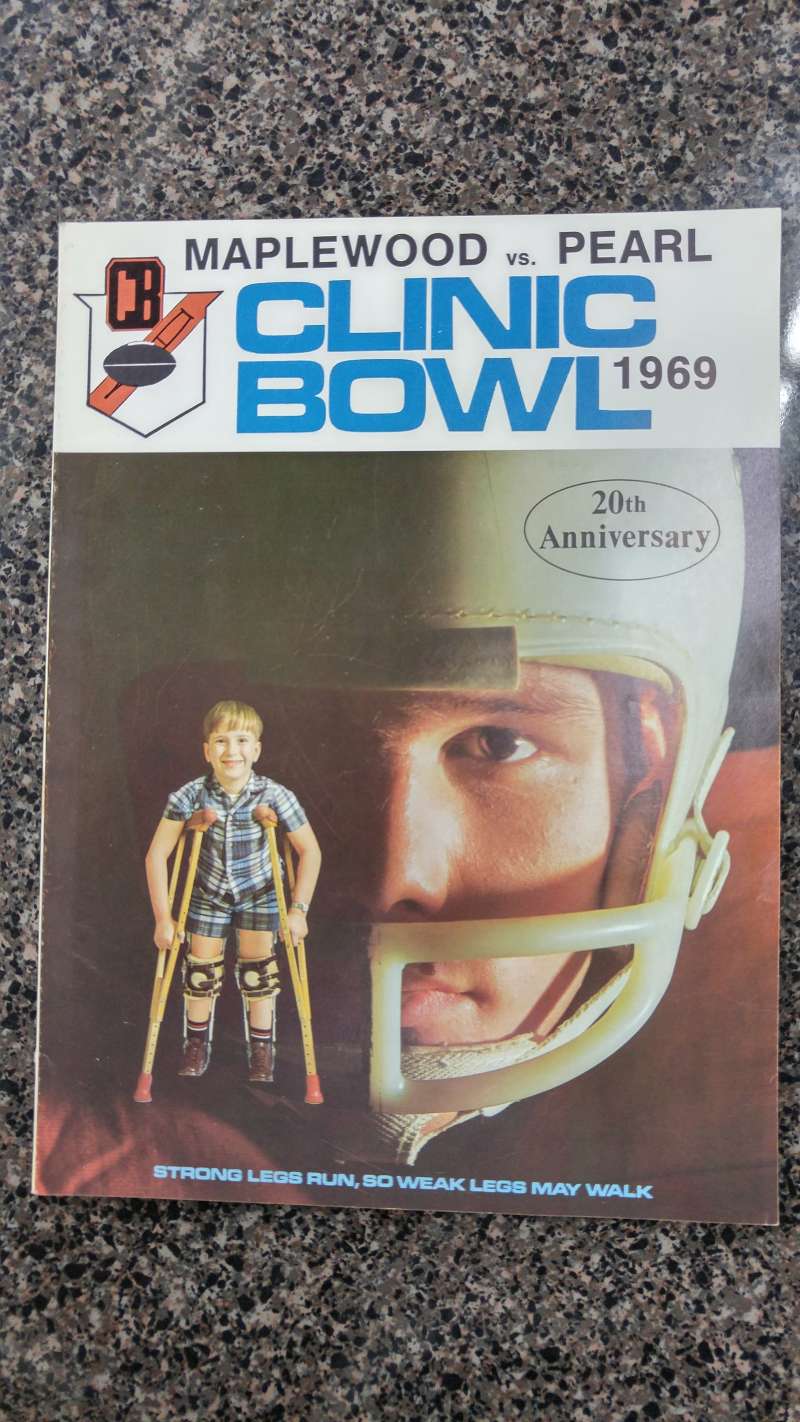 MAPLEWOOD vs. PEARL
CB
CLINIC
BOWL 1969
20th
Anniversary
STRONG LEGS RUN, SO WEAK LEGS MAY WALK